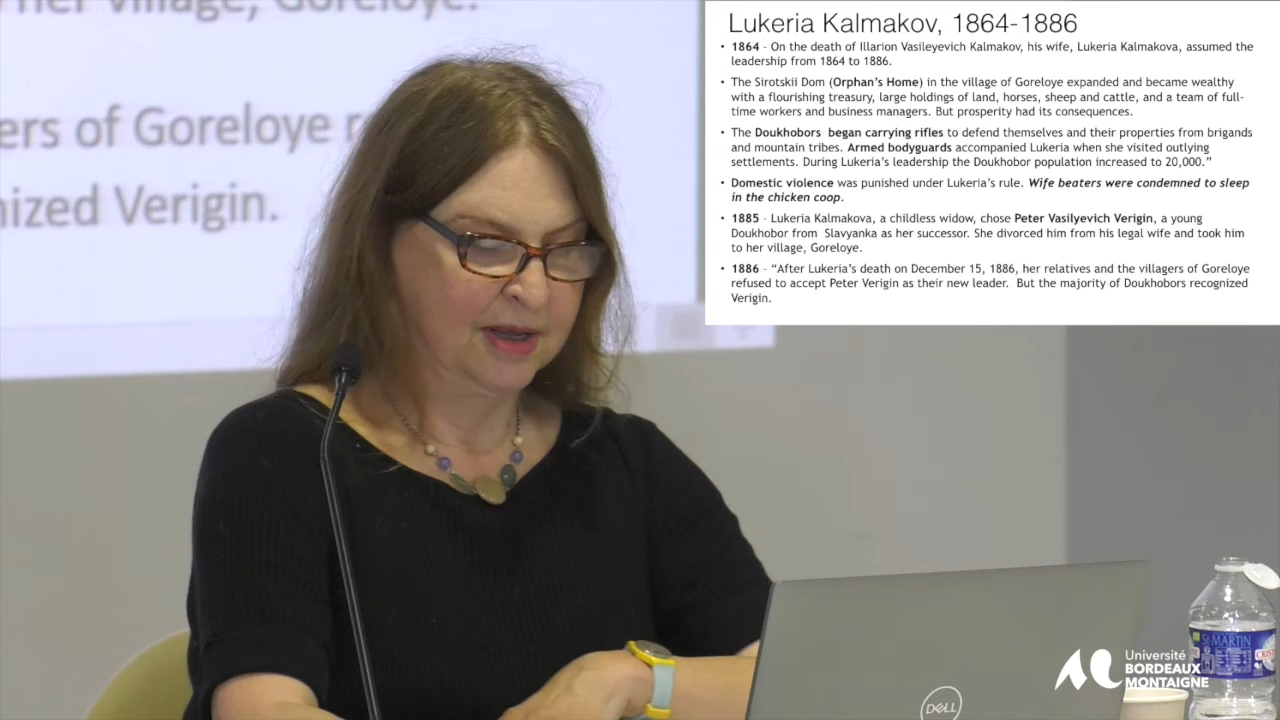 her village, Goreloye.
ers of Goreloye r
nized Verigin.
Lukeria Kalmakov, 1864-1886
• 1864 - On the death of Illarion Vasileyevich Kalmakov, his wife, Lukeria Kalmakova, assumed the
leadership from 1864 to 1886.
• The Sirotskii Dom (Orphan's Home) in the village of Goreloye expanded and became wealthy
with a flourishing treasury, large holdings of land, horses, sheep and cattle, and a team of full-
time workers and business managers. But prosperity had its consequences.
• The Doukhobors began carrying rifles to defend themselves and their properties from brigands
and mountain tribes. Armed bodyguards accompanied Lukeria when she visited outlying
settlements. During Lukeria's leadership the Doukhobor population increased to 20,000.”
• Domestic violence was punished under Lukeria's rule. Wife beaters were condemned to sleep
in the chicken coop.
• 1885 - Lukeria Kalmakova, a childless widow, chose Peter Vasilyevich Verigin, a young
Doukhobor from Slavyanka as her successor. She divorced him from his legal wife and took him
to her village, Goreloye.
• 1886 - “After Lukeria's death on December 15, 1886, her relatives and the villagers of Goreloye
refused to accept Peter Verigin as their new leader. But the majority of Doukhobors recognized
Verigin.
DELL
St MARTIN
Université
BORDEAUX
MONTAIGNE